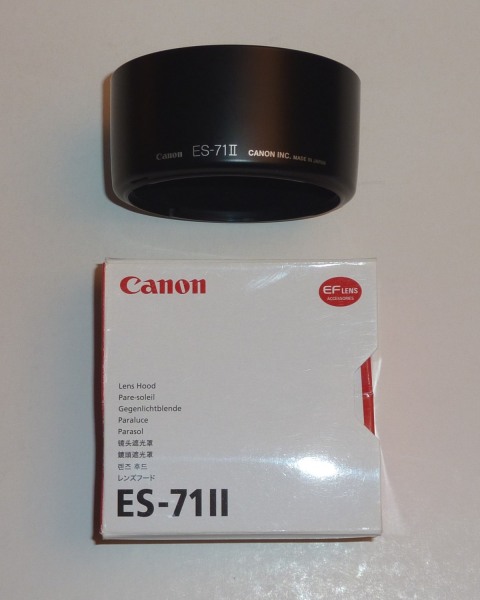 Canon ES-71II CANON INC. MADE IN JAPAN
Canon
EF LENS
ACCESSORIES
Lens Hood
Pare-soleil
Gegenlichtblende
Paraluce
Parasol
镜头遮光罩
鏡頭遮光罩
렌즈 후드
レンズフード
ES-71II